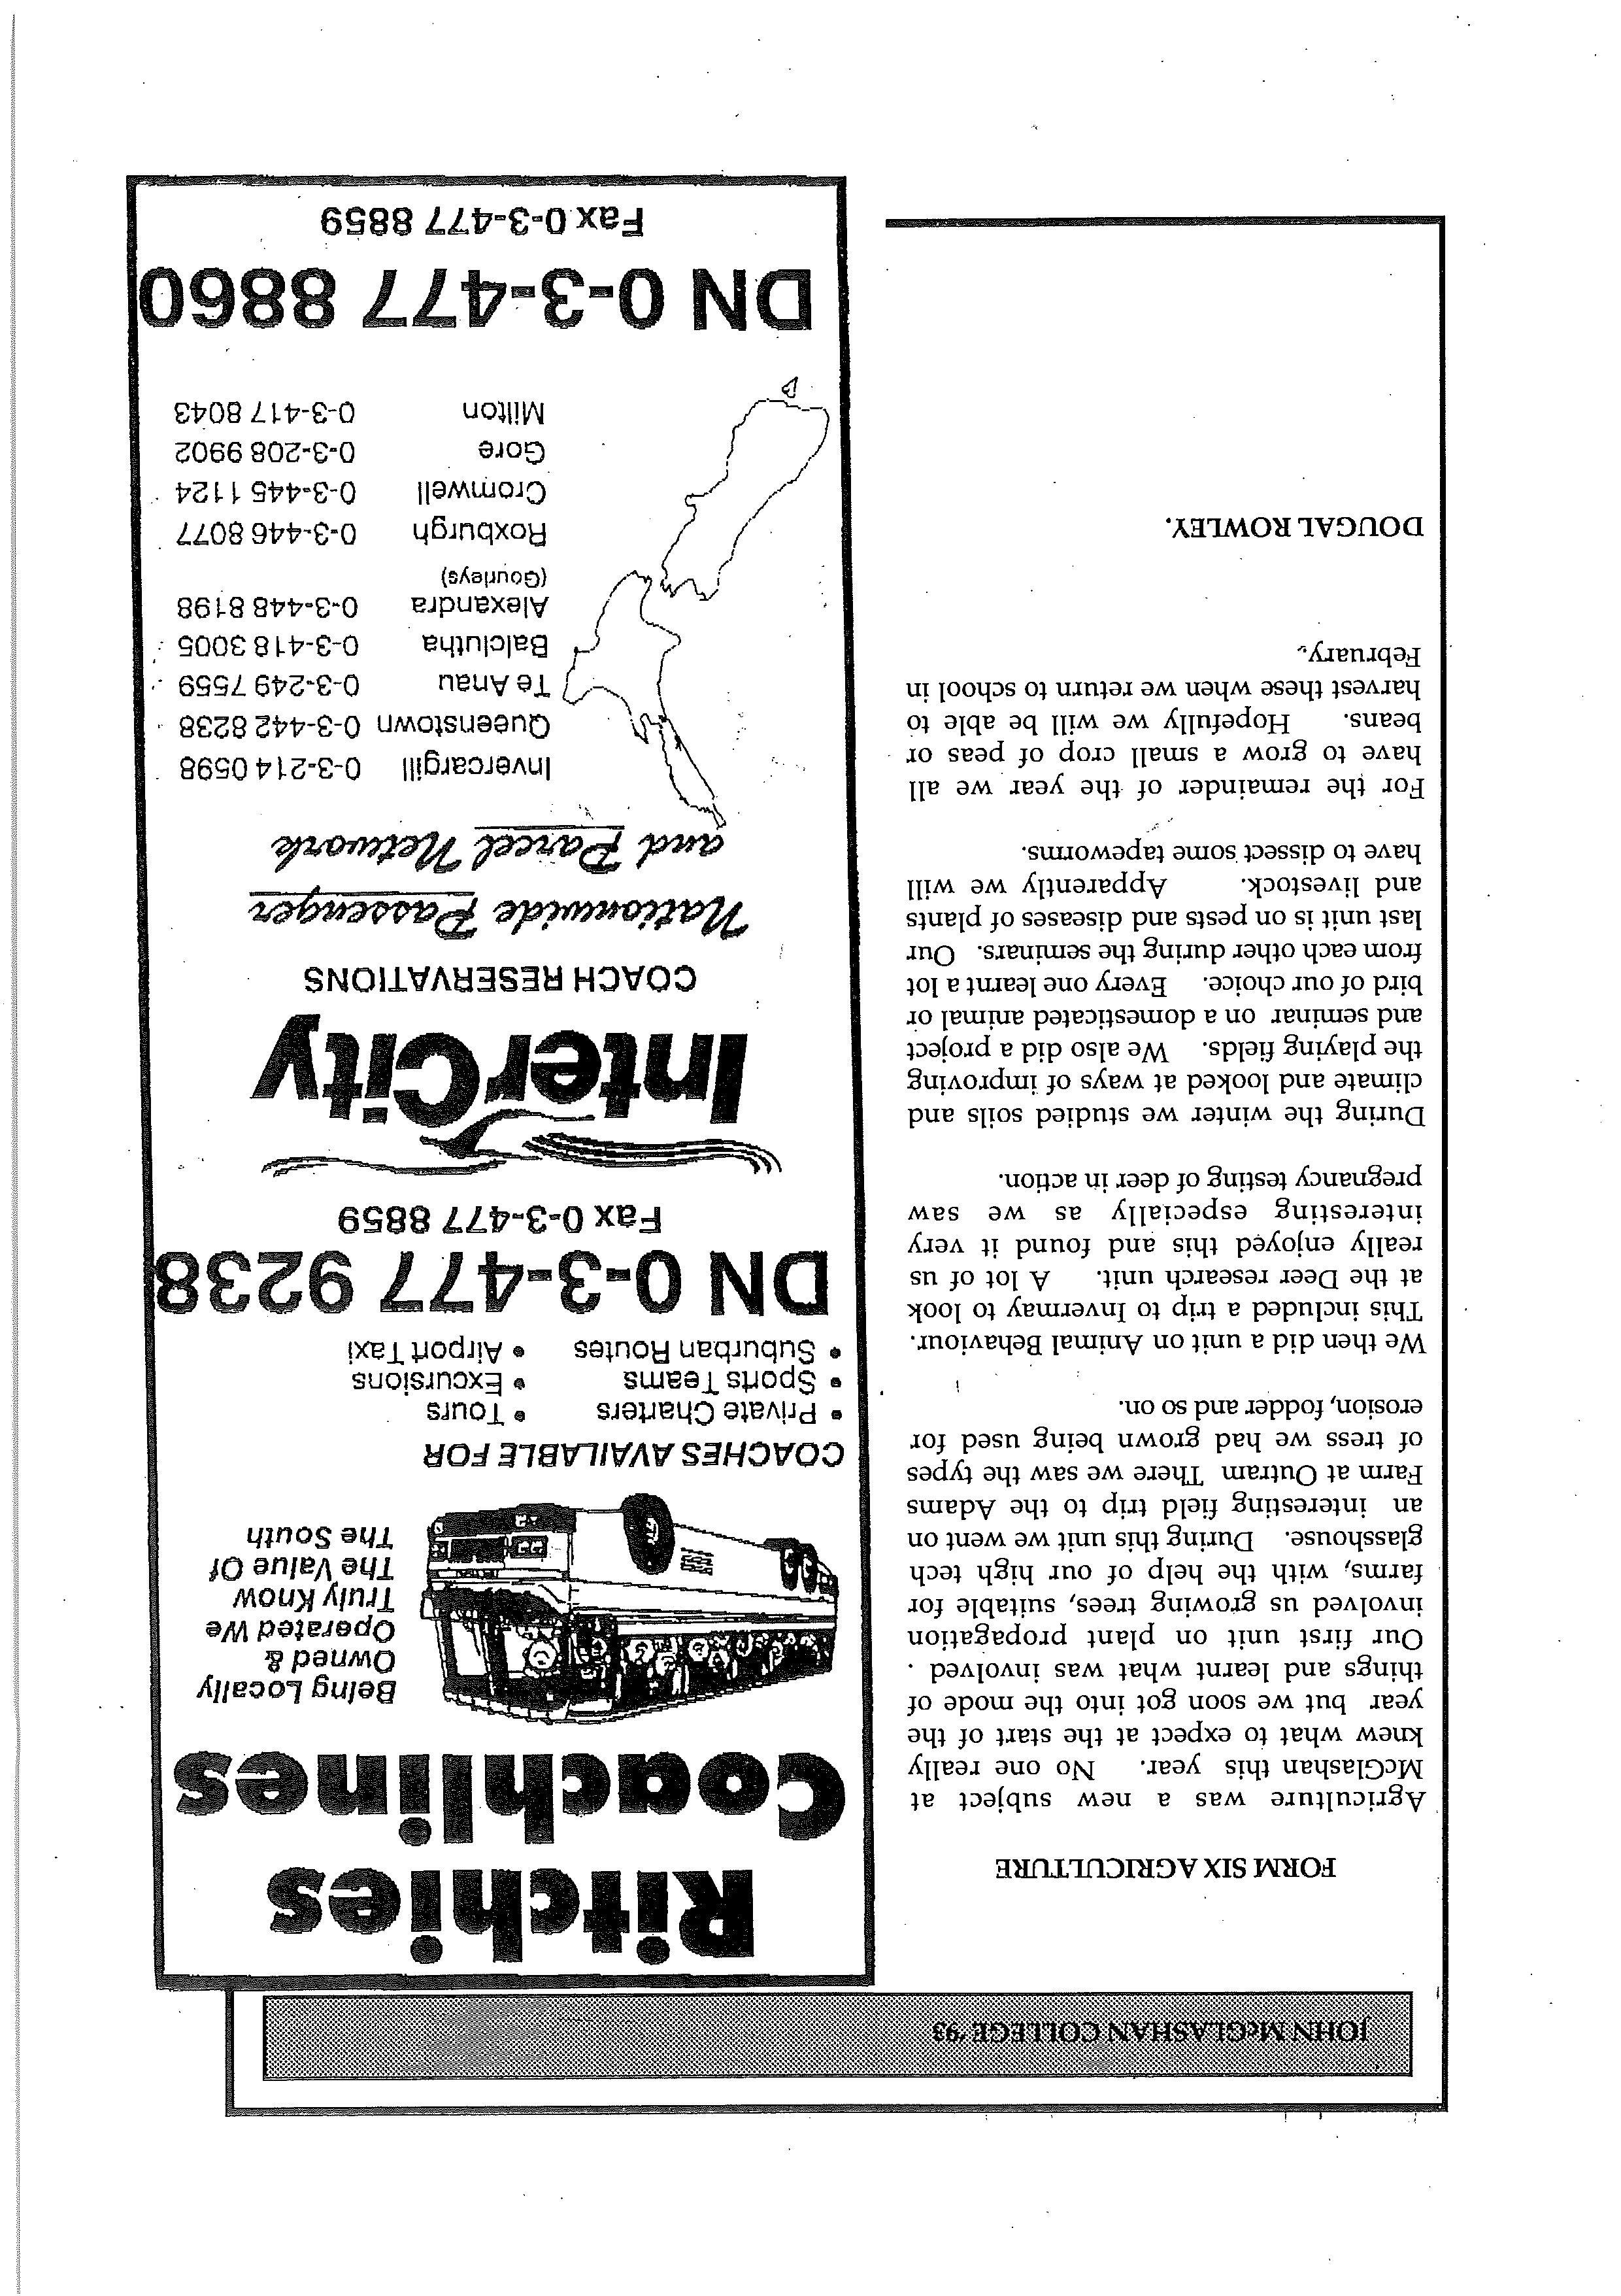 JOHN McGLASHAN COLLEGE '93
FORM SIX AGRICULTURE
Agriculture was a new subject at
McGlashan this year. No one really
knew what to expect at the start of the
year but we soon got into the mode of
things and learnt what was involved .
Our first unit on plant propagation
involved us growing trees, suitable for
farms, with the help of our high tech
glasshouse. During this unit we went on
an interesting field trip to the Adams
Farm at Outram There we saw the types
of tress we had grown being used for
erosion, fodder and so on.
We then did a unit on Animal Behaviour.
This included a trip to Invermay to look
at the Deer research unit. A lot of us
really enjoyed this and found it very
interesting especially as we saw
pregnancy testing of deer in action.
During the winter we studied soils and
climate and looked at ways of improving
the playing fields. We also did a project
and seminar on a domesticated animal or
bird of our choice. Every one learnt a lot
from each other during the seminars. Our
last unit is on pests and diseases of plants
and livestock. Apparently we will
have to dissect some tapeworms.
For the remainder of the year we all
have to grow a small crop of peas or
beans. Hopefully we will be able to
harvest these when we return to school in
February.
DOUGAL ROWLEY.
Ritchies
Coachlines
Being Locally
Owned &
Operated We
Truly Know
The Value Of
The South
COACHES AVAILABLE FOR
• Private Charters • Tours
• Sports Teams • Excursions
• Suburban Routes • Airport Taxi
DN 0-3-477 9238
Fax 0-3-477 8859
InterCity
COACH RESERVATIONS
Nationwide Passenger
and Parcel Network
Invercargill 0-3-214 0598
Queenstown 0-3-442 8238
Te Anau 0-3-249 7559
Balclutha 0-3-418 3005
Alexandra 0-3-448 8198
(Gourleys)
Roxburgh 0-3-446 8077
Cromwell 0-3-445 1124
Gore 0-3-208 9902
Milton 0-3-417 8043
DN 0-3-477 8860
Fax 0-3-477 8859